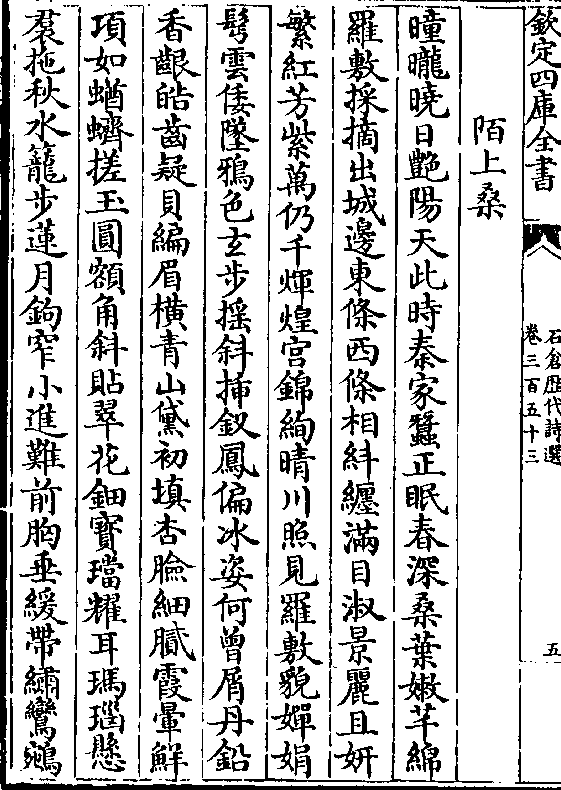 欽定四庫全書
石倉歷代詩選
卷三百五十三
五
陌上桑
曈曨曉日艷陽天此時秦家蠶正眠春深桑葉嫩芊綿
羅敷採摘出城邊東條西條相糾纏滿目淑景麗且妍
繁紅芳紫萬仍千煇煌宮錦絢晴川照見羅敷貌嬋娟
髩雲倭墮鴉色玄步摇斜揷釵鳳偏冰姿何曾屑丹鉛
香齦皓齒疑貝編眉横青山黛初填杏臉細膩霞暈鮮
項如蝤蠐搓玉圓額角斜貼翠花鈿寳璫耀耳瑪瑙懸
裠拖秋水籠步蓮月鉤窄小進難前胸垂緩帶繡鸞鵷